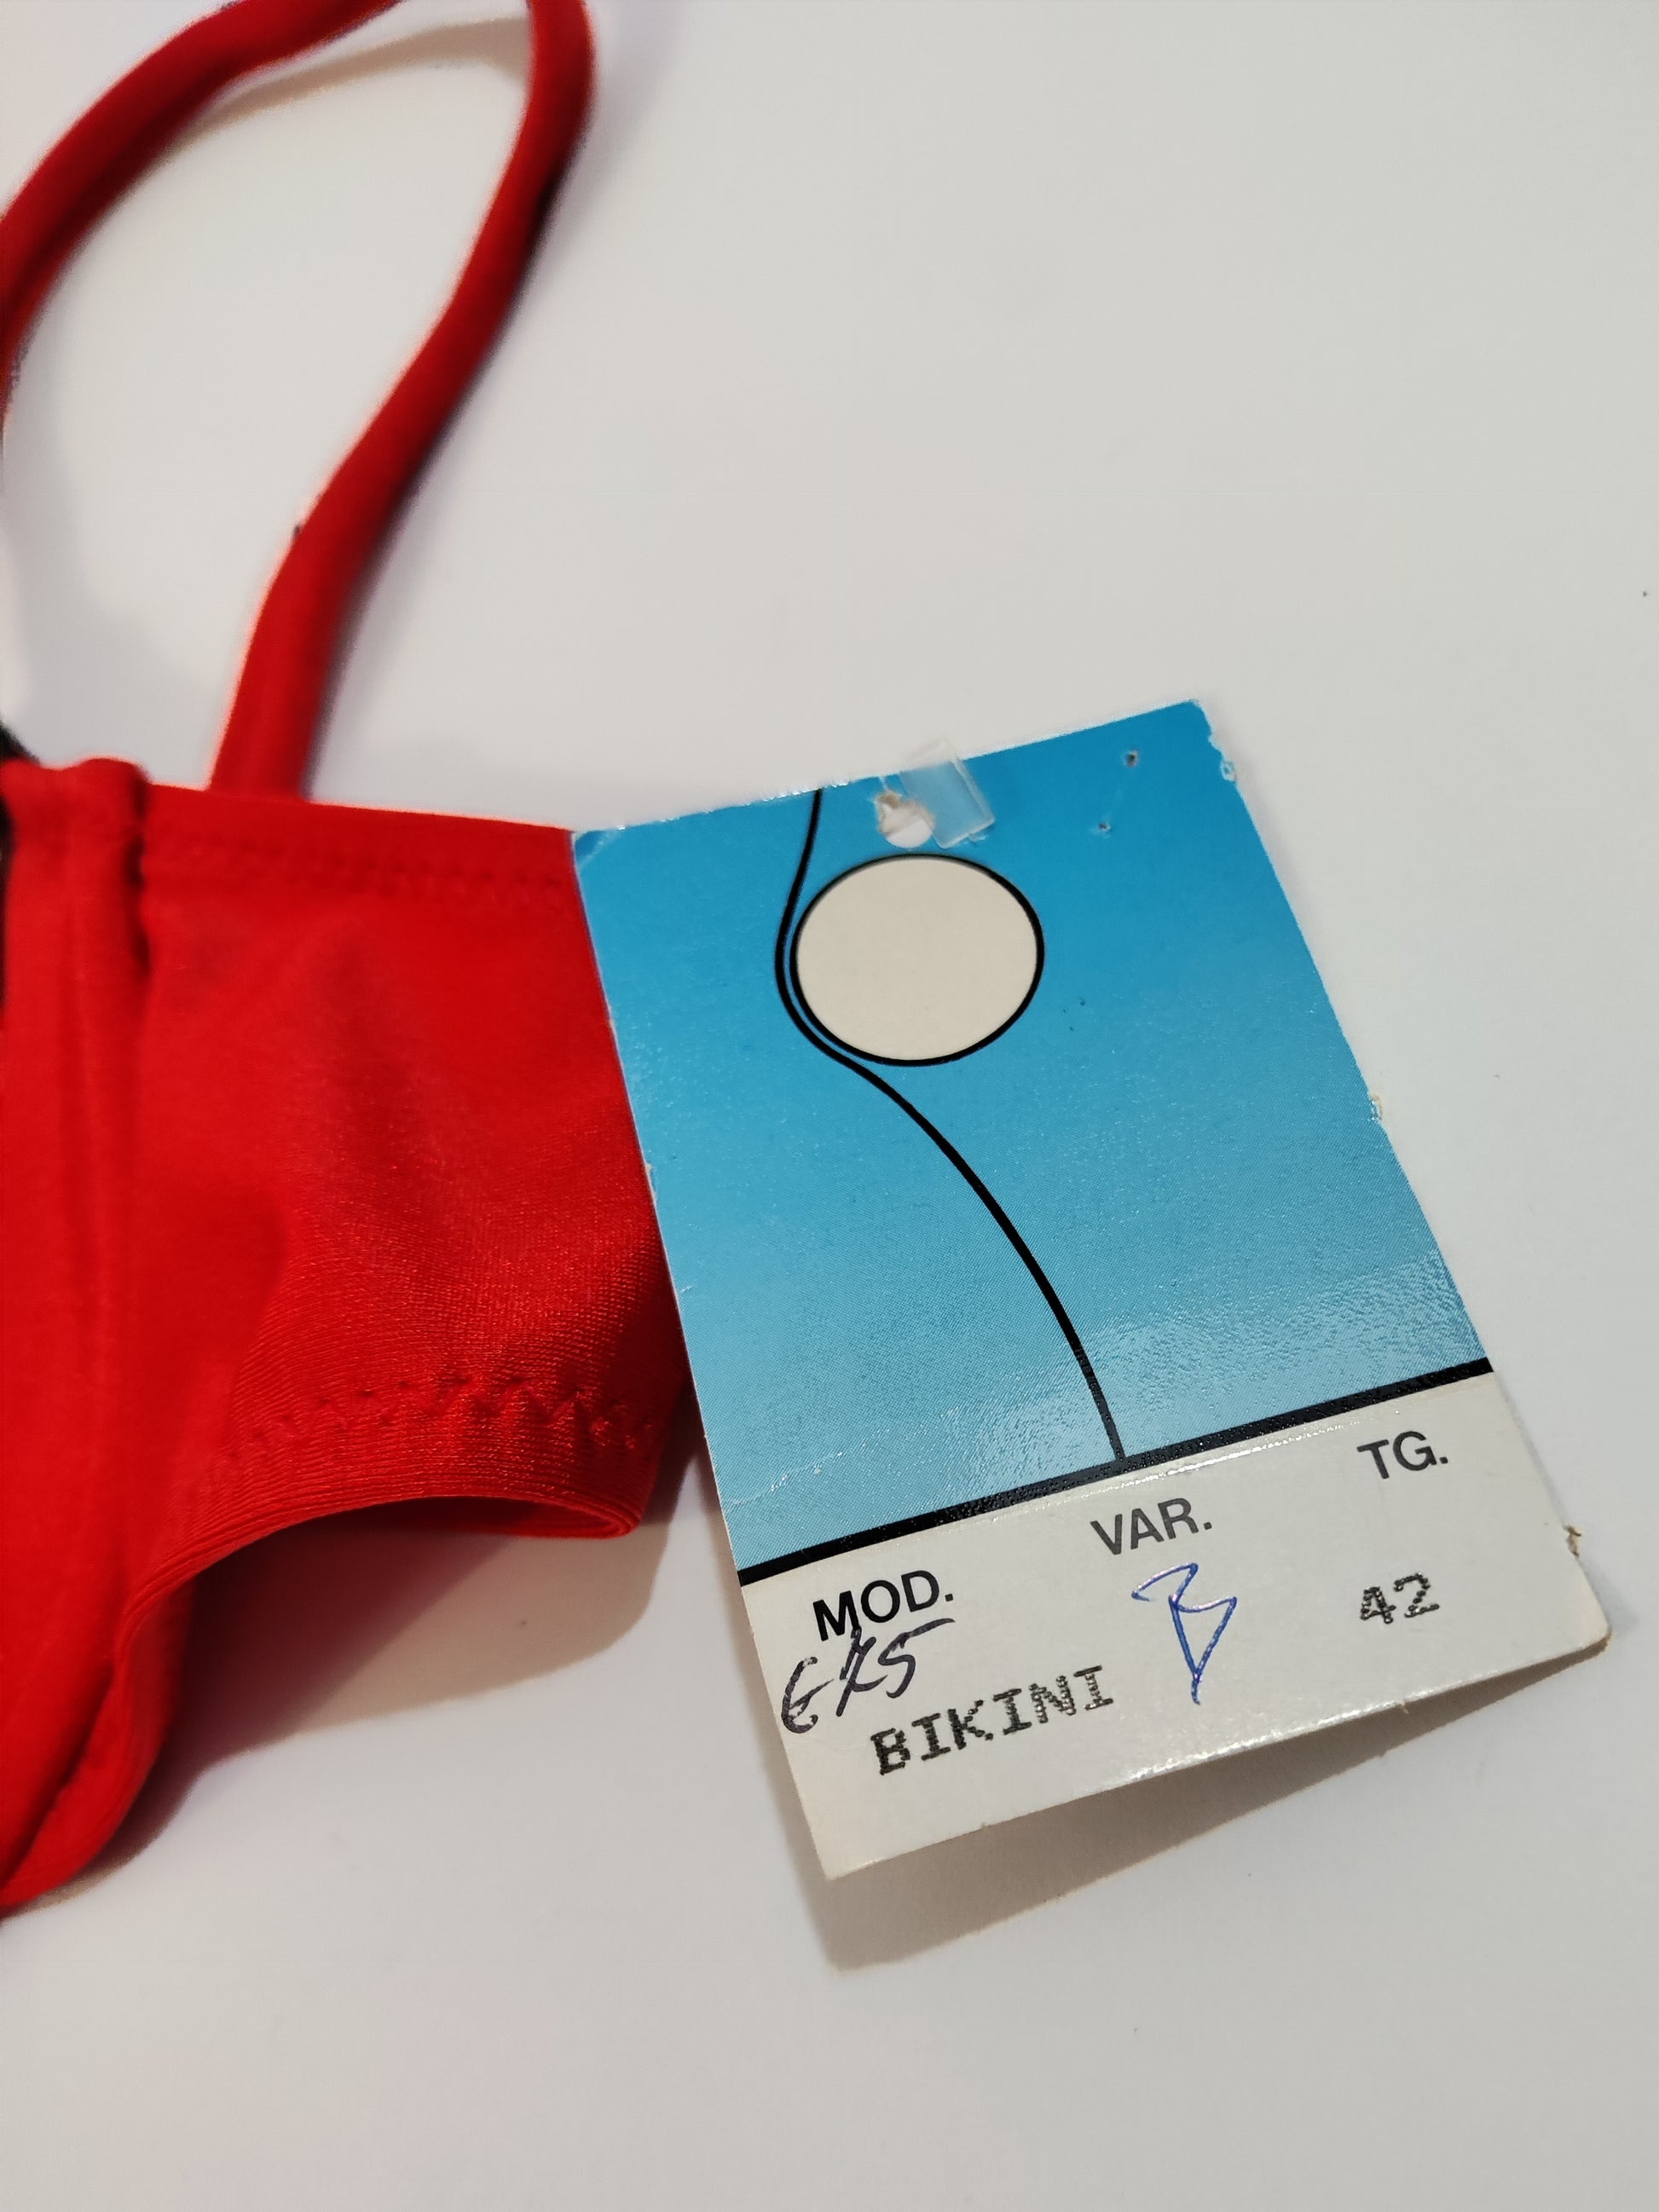 MOD. VAR. TG.
42
BIKINI